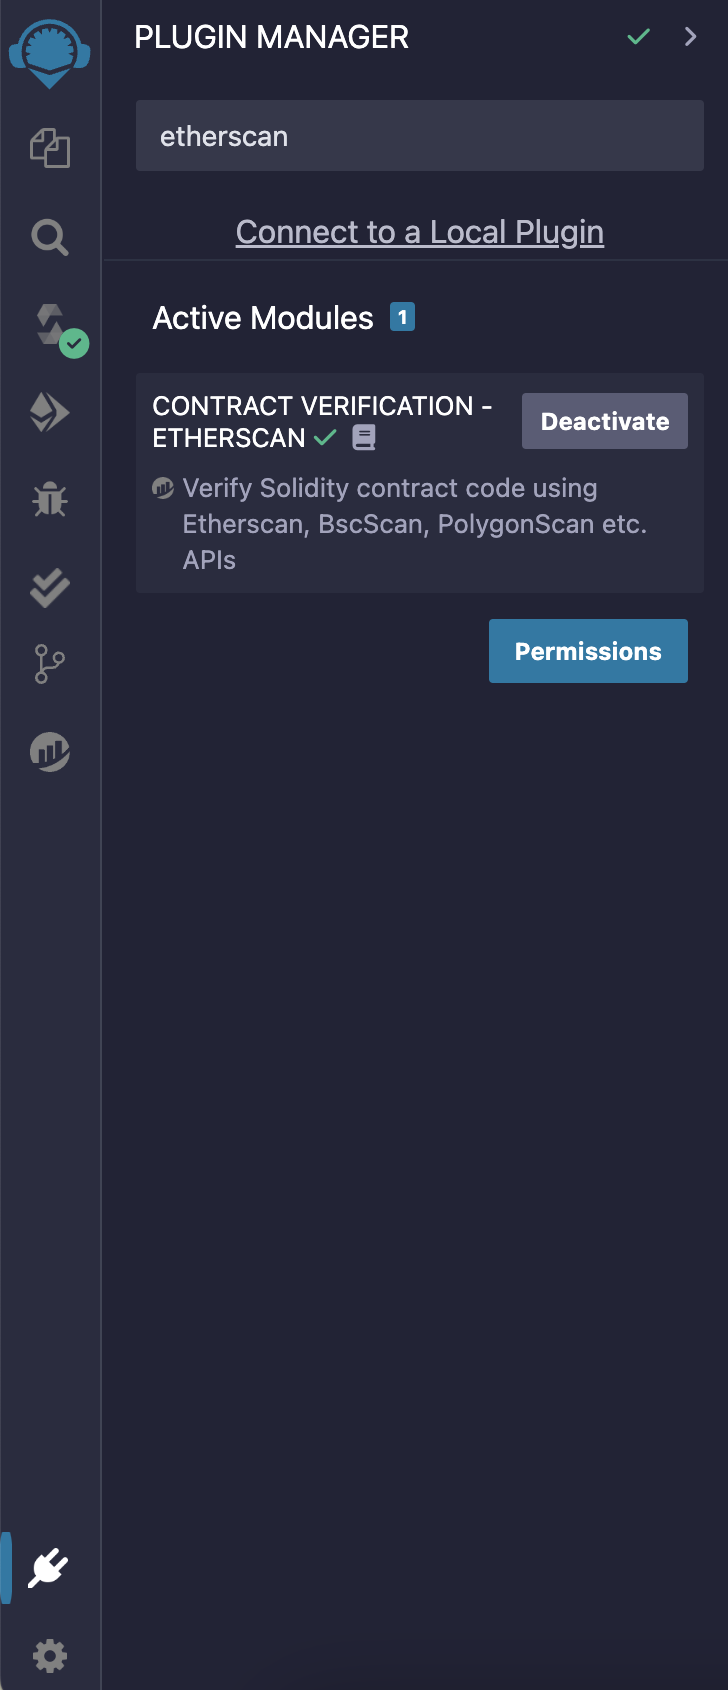 PLUGIN MANAGER
etherscan
Connect to a Local Plugin
Active Modules 1
CONTRACT VERIFICATION -
ETHERSCAN
Deactivate
Verify Solidity contract code using
Etherscan, BscScan, PolygonScan etc.
APIs
Permissions